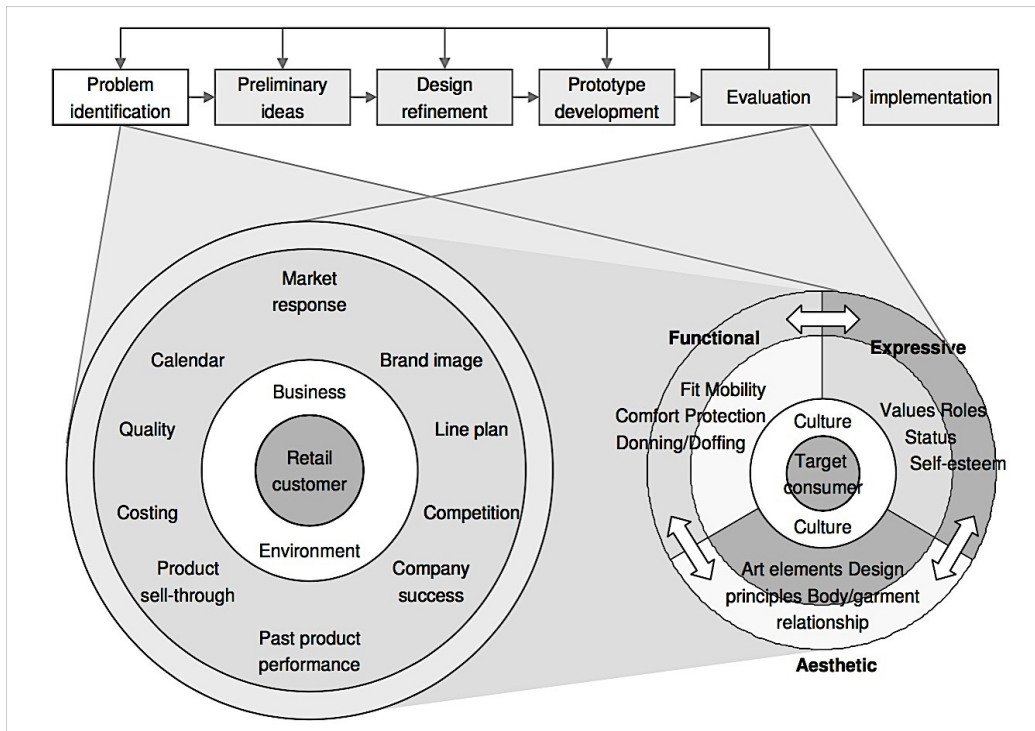 Problem
identification
Preliminary
ideas
Design
refinement
Prototype
development
Evaluation
implementation
Market
response
Calendar
Brand image
Business
Quality
Line plan
Retail
customer
Costing
Competition
Environment
Product
sell-through
Company
success
Past product
performance
Functional
Expressive
Fit Mobility
Comfort Protection
Donning/Doffing
Culture
Values Roles
Status
Self-esteem
Target
consumer
Culture
Art elements Design
principles Body/garment
relationship
Aesthetic